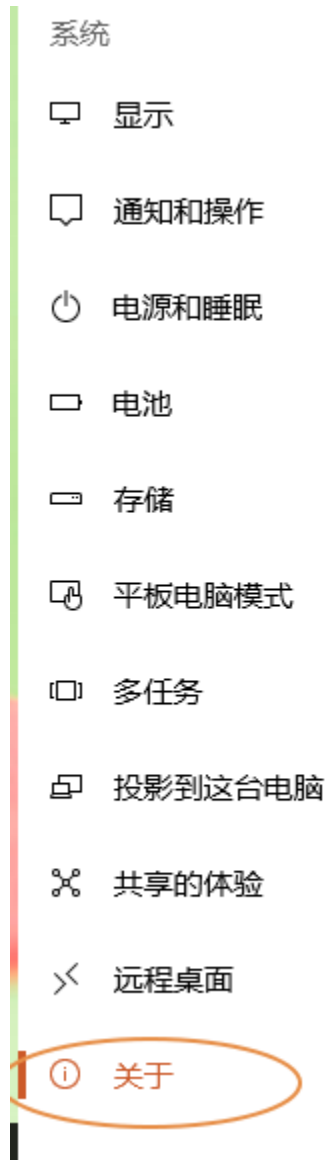 系统
显示
通知和操作
电源和睡眠
电池
存储
平板电脑模式
多任务
投影到这台电脑
共享的体验
远程桌面
关于